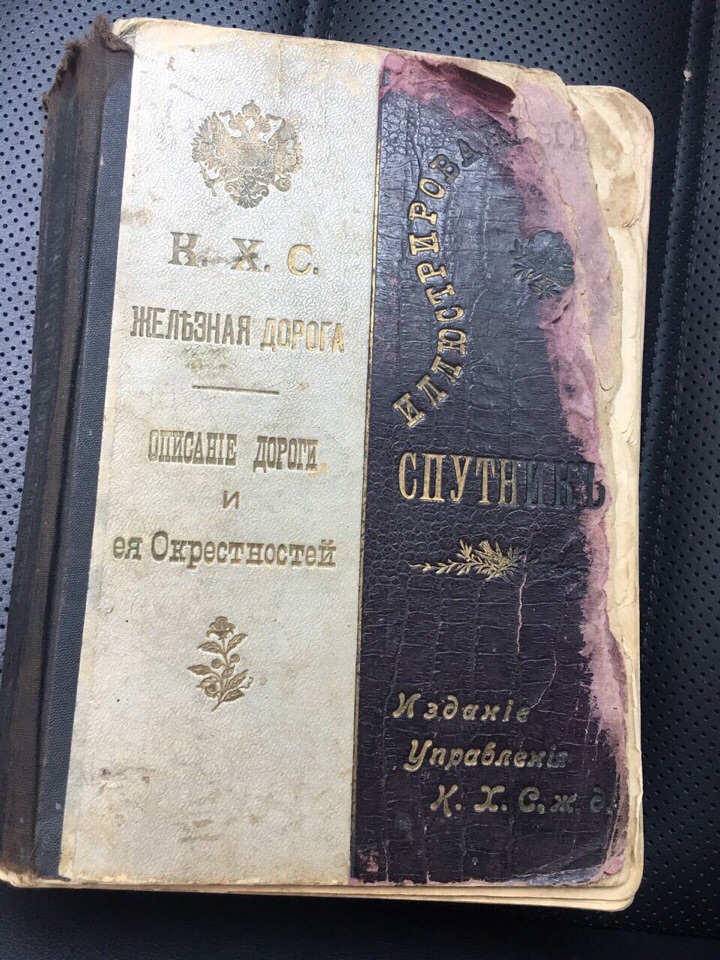 К. Х. С.
ЖЕЛѢЗНАЯ ДОРОГА
ОПИСАНІЕ ДОРОГИ
И
ея Окрестностей
ИЛЛЮСТРИРОВАННЫЙ
СПУТНИКЪ
Изданіе
Управленія
К. Х. С. ж. д.